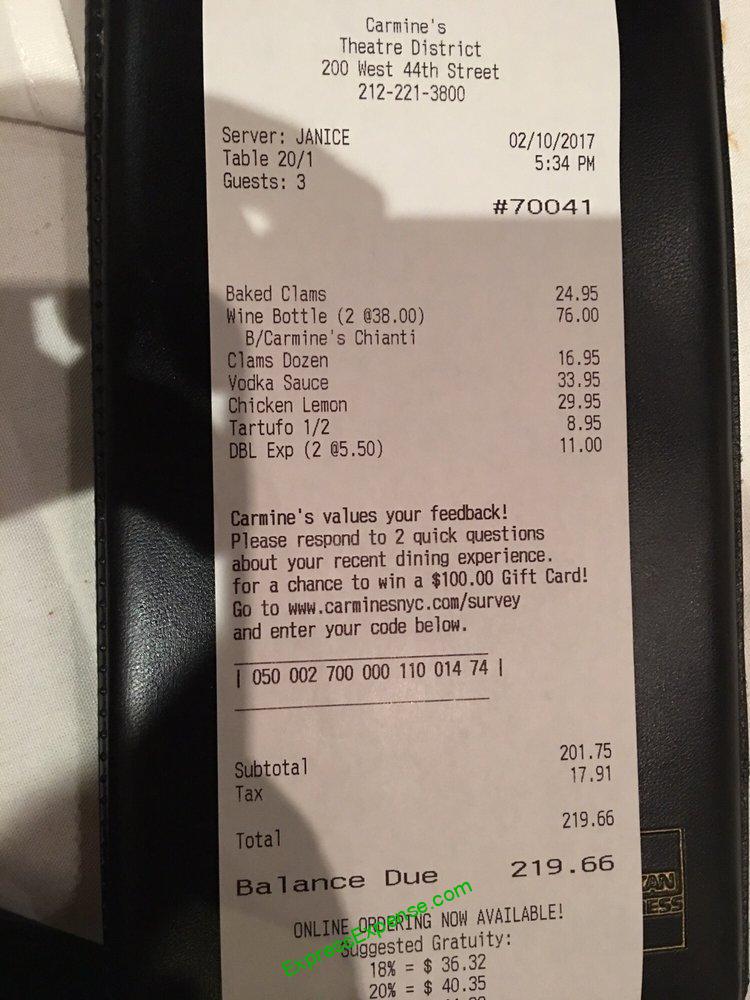 Carmine's
Theatre District
200 West 44th Street
212-221-3800
Server: JANICE 02/10/2017
Table 20/1 5:34 PM
Guests: 3
#70041
Baked Clams 24.95
Wine Bottle (2 @38.00) 76.00
B/Carmine's Chianti
Clams Dozen 16.95
Vodka Sauce 33.95
Chicken Lemon 29.95
Tartufo 1/2 8.95
DBL Exp (2 @5.50) 11.00
Carmine's values your feedback!
Please respond to 2 quick questions
about your recent dining experience.
for a chance to win a $100.00 Gift Card!
Go to www.carminesnyc.com/survey
and enter your code below.
| 050 002 700 000 110 014 74 |
Subtotal 201.75
Tax 17.91
Total 219.66
Balance Due 219.66
ONLINE ORDERING NOW AVAILABLE!
Suggested Gratuity:
18% = $ 36.32
20% = $ 40.35
ExpressExpense.com